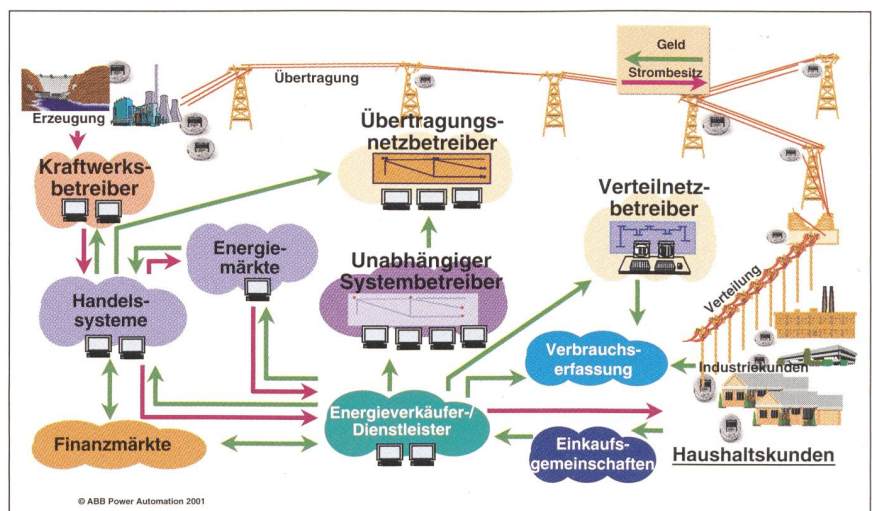 Geld
Strombesitz
Übertragung
Erzeugung
Übertragungs-
netzbetreiber
Kraftwerks-
betreiber
Verteilnetz-
betreiber
Energie-
märkte
Unabhängiger
Systembetreiber
Handels-
systeme
Verteilung
Verbrauchs-
erfassung
Industriekunden
Energieverkäufer-/
Dienstleister
Finanzmärkte
Einkaufs-
gemeinschaften
Haushaltskunden
© ABB Power Automation 2001